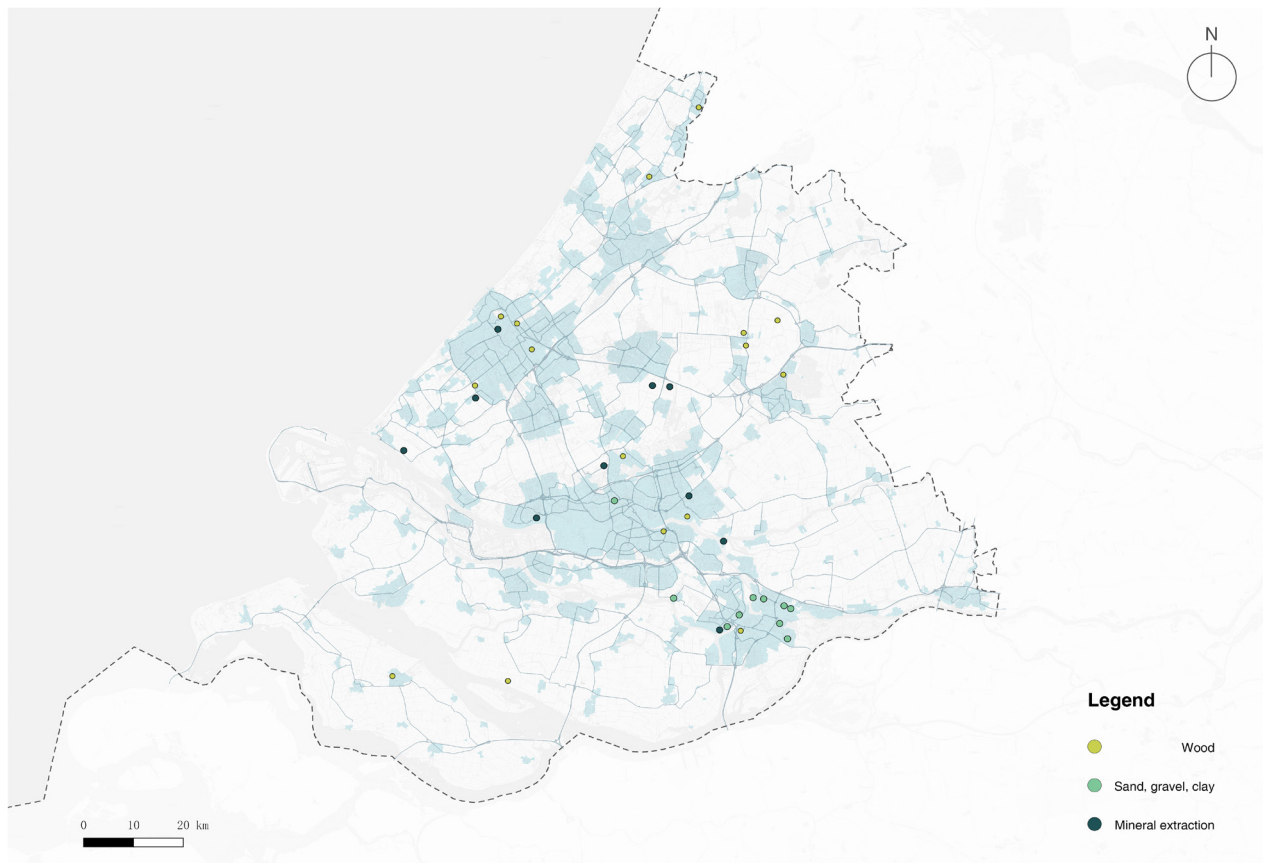 N
Legend
Wood
Sand, gravel, clay
Mineral extraction
0 10 20 km